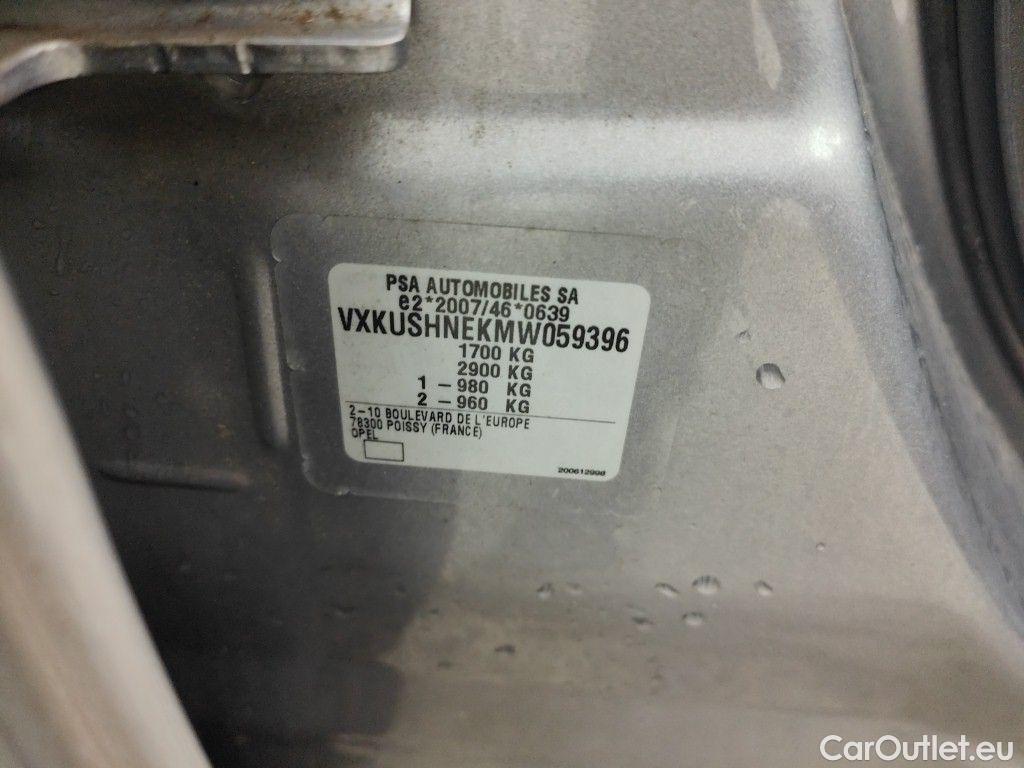 PSA AUTOMOBILES SA
e2*2007/46*0639
VXKUSHNEKMW059396
1700 KG
2900 KG
1 -980 KG
2 -960 KG
2-10 BOULEVARD DE L'EUROPE
78300 POISSY (FRANCE)
OPEL
200612998
CarOutlet.eu